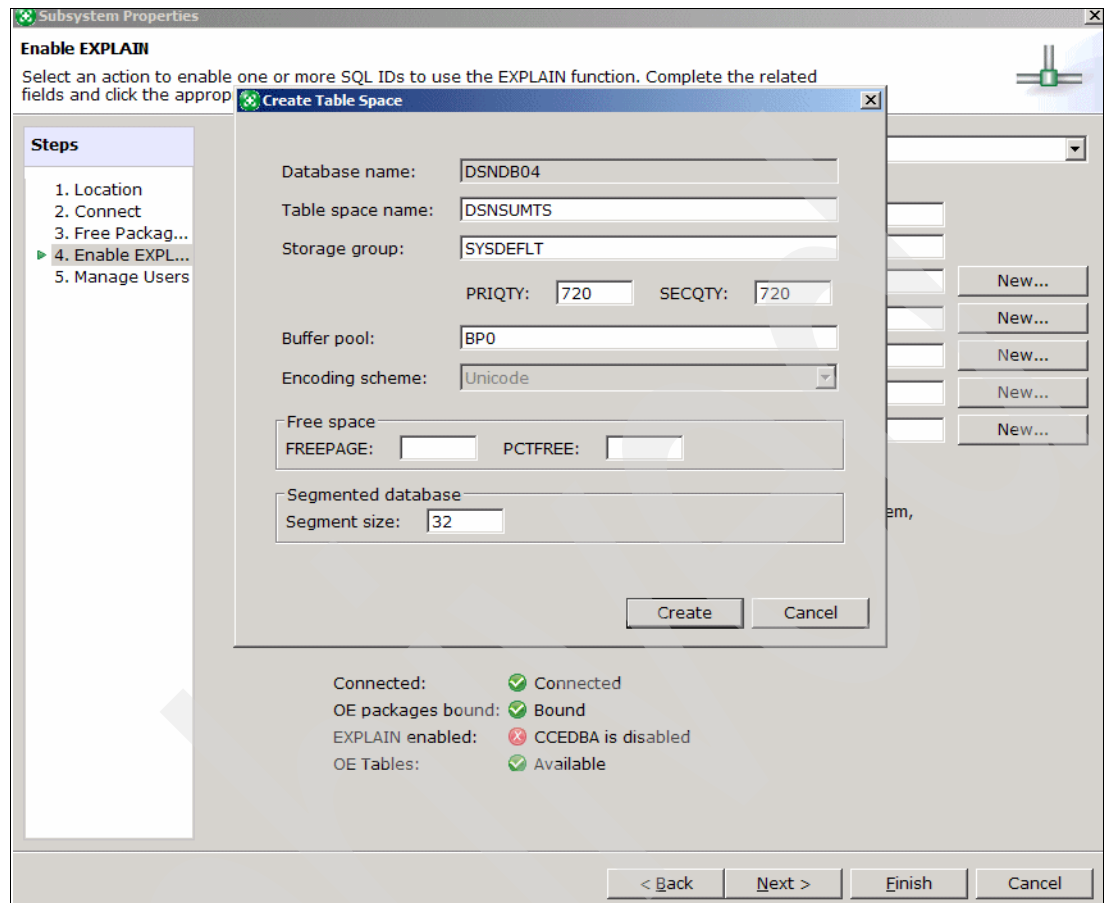 Subsystem Properties
Enable EXPLAIN
Select an action to enable one or more SQL IDs to use the EXPLAIN function. Complete the related
fields and click the approp
Create Table Space
Steps
1. Location
2. Connect
3. Free Packag...
4. Enable EXPL...
5. Manage Users
Database name: DSNDB04
Table space name: DSNSUMTS
Storage group: SYSDEFLT
PRIQTY: 720 SECQTY: 720
Buffer pool: BP0
Encoding scheme: Unicode
Free space
FREEPAGE: PCTFREE:
Segmented database
Segment size: 32
Create Cancel
New...
New...
New...
New...
New...
em,
Connected: Connected
OE packages bound: Bound
EXPLAIN enabled: CCEDBA is disabled
OE Tables: Available
< Back Next > Finish Cancel